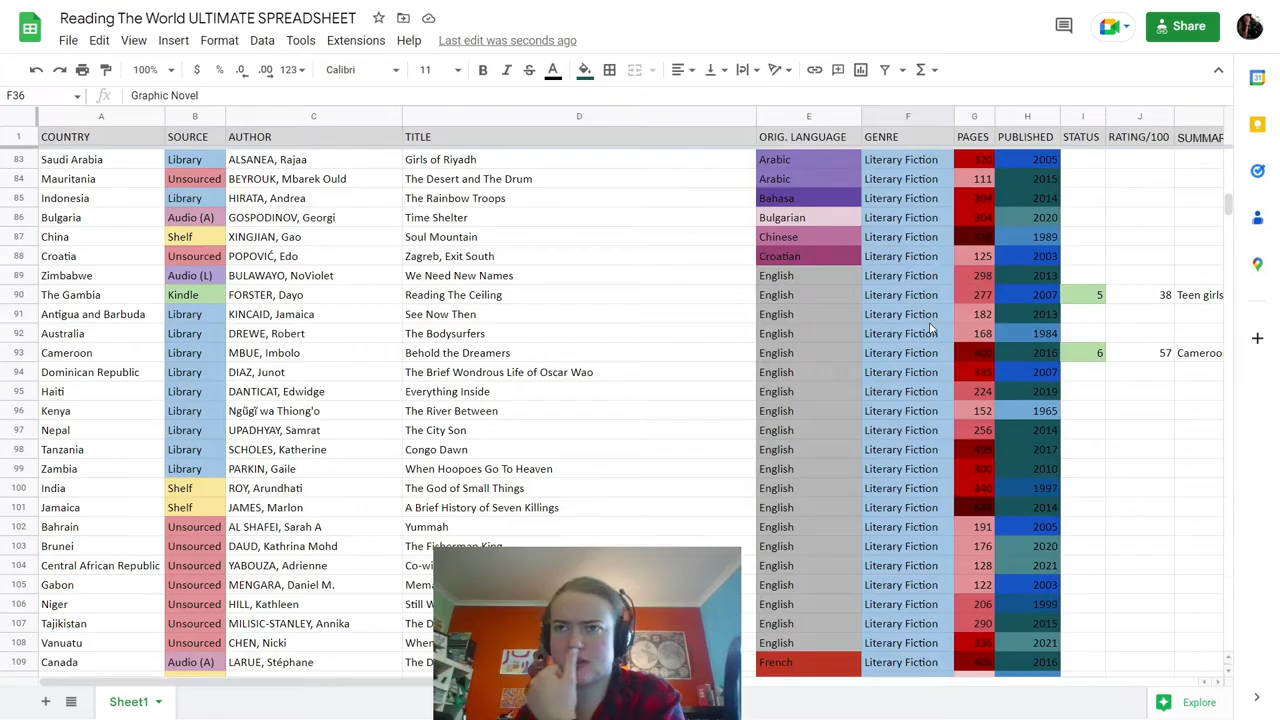 Reading The World ULTIMATE SPREADSHEET
File Edit View Insert Format Data Tools Extensions Help Last edit was seconds ago
Share
100% $ % .0 .00 123 Calibri 11
F36 Graphic Novel
A B C D E F G H I J
1 COUNTRY SOURCE AUTHOR TITLE ORIG. LANGUAGE GENRE PAGES PUBLISHED STATUS RATING/100 SUMMAR
83 Saudi Arabia Library ALSANEA, Rajaa Girls of Riyadh Arabic Literary Fiction 320 2005
84 Mauritania Unsourced BEYROUK, Mbarek Ould The Desert and The Drum Arabic Literary Fiction 111 2015
85 Indonesia Library HIRATA, Andrea The Rainbow Troops Bahasa Literary Fiction 304 2014
86 Bulgaria Audio (A) GOSPODINOV, Georgi Time Shelter Bulgarian Literary Fiction 304 2020
87 China Shelf XINGJIAN, Gao Soul Mountain Chinese Literary Fiction 1989
88 Croatia Unsourced POPOVIĆ, Edo Zagreb, Exit South Croatian Literary Fiction 125 2003
89 Zimbabwe Audio (L) BULAWAYO, NoViolet We Need New Names English Literary Fiction 298 2013
90 The Gambia Kindle FORSTER, Dayo Reading The Ceiling English Literary Fiction 277 2007 5 38 Teen girls
91 Antigua and Barbuda Library KINCAID, Jamaica See Now Then English Literary Fiction 182 2013
92 Australia Library DREWE, Robert The Bodysurfers English Literary Fiction 168 1984
93 Cameroon Library MBUE, Imbolo Behold the Dreamers English Literary Fiction 2016 6 57 Cameroo
94 Dominican Republic Library DIAZ, Junot The Brief Wondrous Life of Oscar Wao English Literary Fiction 335 2007
95 Haiti Library DANTICAT, Edwidge Everything Inside English Literary Fiction 224 2019
96 Kenya Library Ngũgĩ wa Thiong'o The River Between English Literary Fiction 152 1965
97 Nepal Library UPADHYAY, Samrat The City Son English Literary Fiction 256 2014
98 Tanzania Library SCHOLES, Katherine Congo Dawn English Literary Fiction 2017
99 Zambia Library PARKIN, Gaile When Hoopoes Go To Heaven English Literary Fiction 300 2010
100 India Shelf ROY, Arundhati The God of Small Things English Literary Fiction 340 1997
101 Jamaica Shelf JAMES, Marlon A Brief History of Seven Killings English Literary Fiction 2014
102 Bahrain Unsourced AL SHAFEI, Sarah A Yummah English Literary Fiction 191 2005
103 Brunei Unsourced DAUD, Kathrina Mohd The Fisherman King English Literary Fiction 176 2020
104 Central African Republic Unsourced YABOUZA, Adrienne Co-wi English Literary Fiction 128 2021
105 Gabon Unsourced MENGARA, Daniel M. Mema English Literary Fiction 122 2003
106 Niger Unsourced HILL, Kathleen Still W English Literary Fiction 206 1999
107 Tajikistan Unsourced MILISIC-STANLEY, Annika The D English Literary Fiction 290 2015
108 Vanuatu Unsourced CHEN, Nicki When English Literary Fiction 336 2021
109 Canada Audio (A) LARUE, Stéphane The D French Literary Fiction 2016
Sheet1
Explore